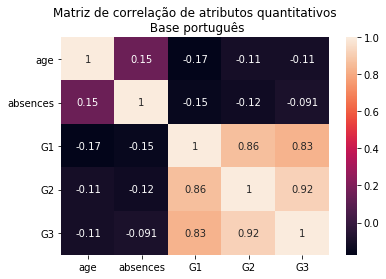 Matriz de correlação de atributos quantitativos
Base português
age 1 0.15 -0.17 -0.11 -0.11
absences 0.15 1 -0.15 -0.12 -0.091
G1 -0.17 -0.15 1 0.86 0.83
G2 -0.11 -0.12 0.86 1 0.92
G3 -0.11 -0.091 0.83 0.92 1
age absences G1 G2 G3
1.0
0.8
0.6
0.4
0.2
0.0